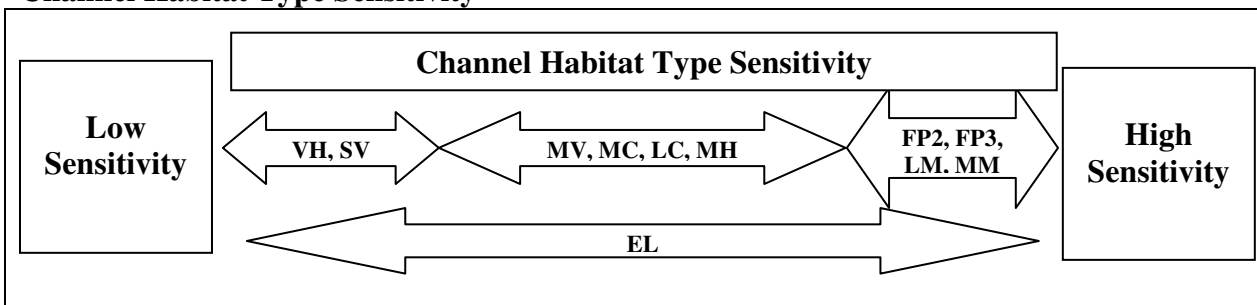 Channel Habitat Type Sensitivity
Channel Habitat Type Sensitivity
Low
Sensitivity
VH, SV
MV, MC, LC, MH
FP2, FP3,
LM, MM
High
Sensitivity
EL